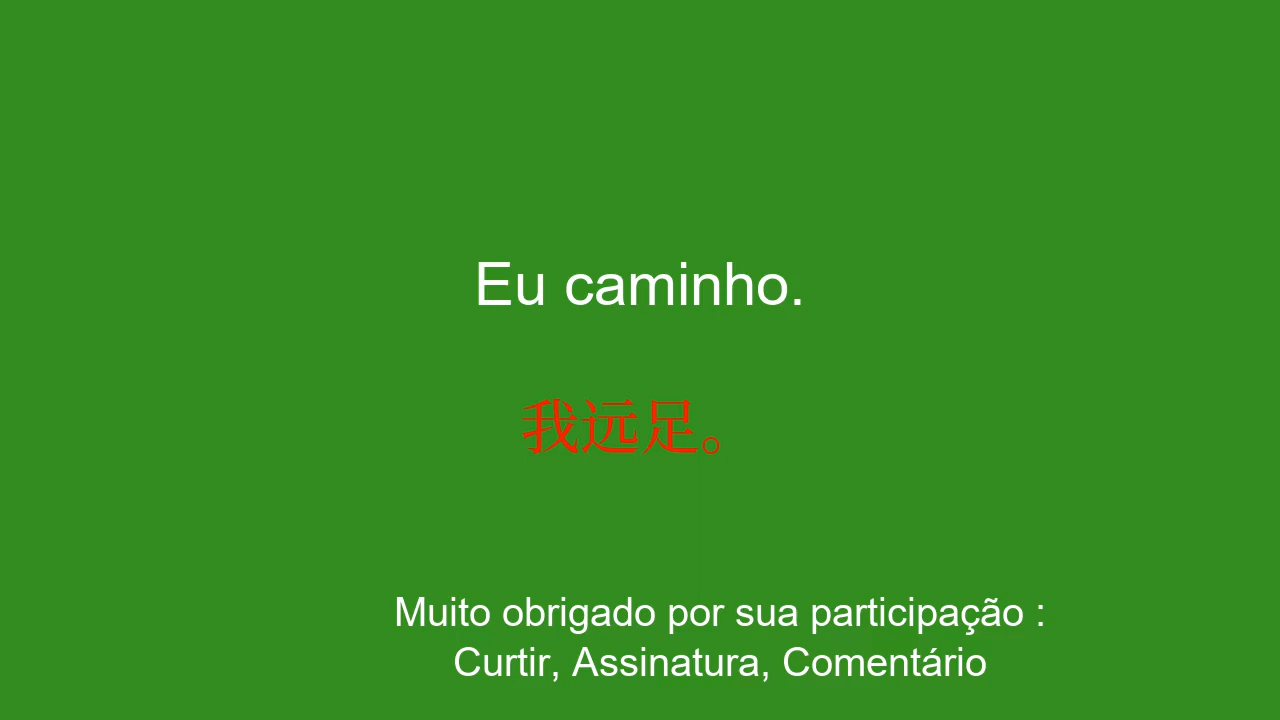 Eu caminho.
我远足。
Muito obrigado por sua participação :
Curtir, Assinatura, Comentário